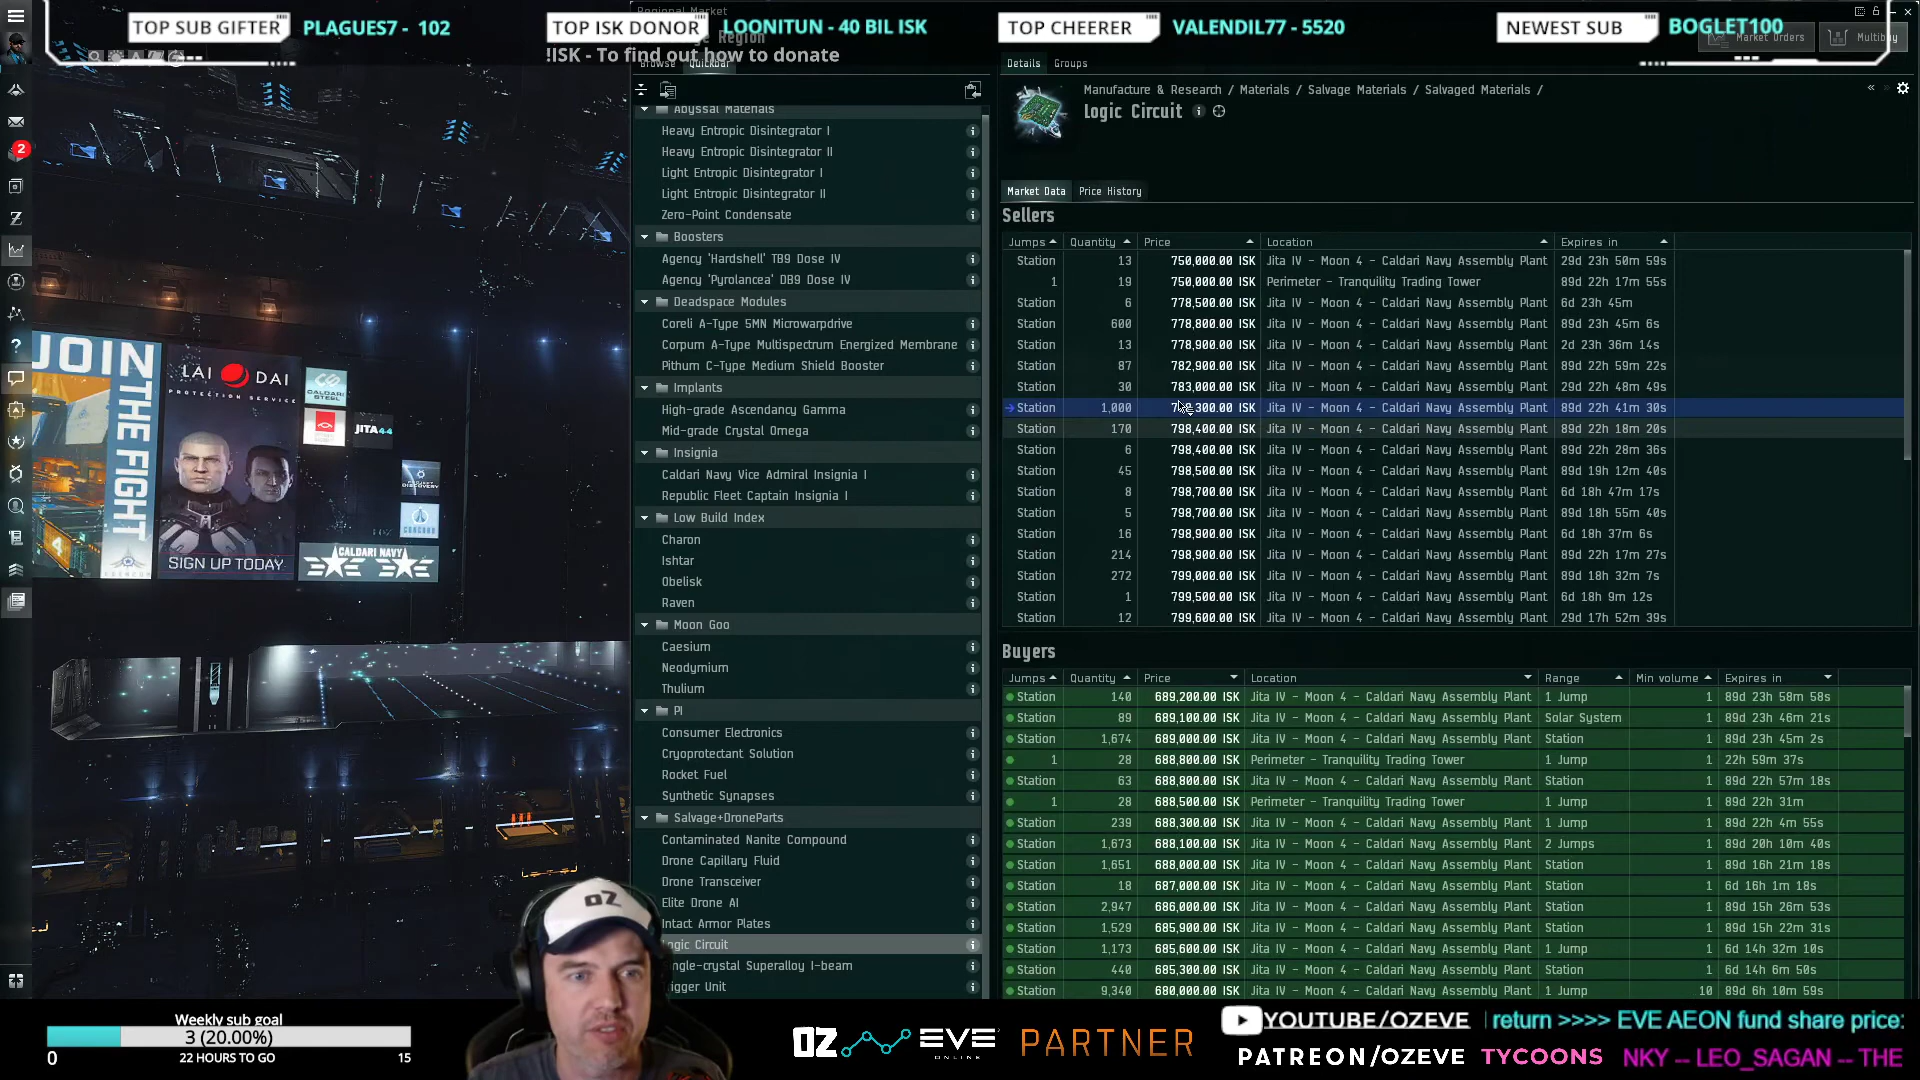 TOP SUB GIFTER PLAGUES7 - 102
TOP ISK DONOR LOONITUN - 40 BIL ISK
TOP CHEERER VALENDIL77 - 5520
NEWEST SUB BOGLET100
!ISK - To find out how to donate
Regional Market
Region
Market Orders
Browse Quickbar
Details Groups
2
Abyssal Materials
Heavy Entropic Disintegrator I
Heavy Entropic Disintegrator II
Light Entropic Disintegrator I
Light Entropic Disintegrator II
Zero-Point Condensate
Boosters
Agency 'Hardshell' TB9 Dose IV
Agency 'Pyrolancea' DB9 Dose IV
Deadspace Modules
Coreli A-Type 5MN Microwarpdrive
Corpum A-Type Multispectrum Energized Membrane
Pithum C-Type Medium Shield Booster
Implants
High-grade Ascendancy Gamma
Mid-grade Crystal Omega
Insignia
Caldari Navy Vice Admiral Insignia I
Republic Fleet Captain Insignia I
Low Build Index
Charon
Ishtar
Obelisk
Raven
Moon Goo
Caesium
Neodymium
Thulium
PI
Consumer Electronics
Cryoprotectant Solution
Rocket Fuel
Synthetic Synapses
Salvage+DroneParts
Contaminated Nanite Compound
Drone Capillary Fluid
Drone Transceiver
Elite Drone AI
Intact Armor Plates
ogic Circuit
ngle-crystal Superalloy I-beam
rigger Unit
Manufacture & Research / Materials / Salvage Materials / Salvaged Materials /
Logic Circuit
Market Data Price History
Sellers
Jumps Quantity Price Location Expires in
Station 13 750,000.00 ISK Jita IV - Moon 4 - Caldari Navy Assembly Plant 29d 23h 50m 59s
1 19 750,000.00 ISK Perimeter - Tranquility Trading Tower 89d 22h 17m 55s
Station 6 778,500.00 ISK Jita IV - Moon 4 - Caldari Navy Assembly Plant 6d 23h 45m
Station 600 778,800.00 ISK Jita IV - Moon 4 - Caldari Navy Assembly Plant 89d 23h 45m 6s
Station 13 778,900.00 ISK Jita IV - Moon 4 - Caldari Navy Assembly Plant 2d 23h 36m 14s
Station 87 782,900.00 ISK Jita IV - Moon 4 - Caldari Navy Assembly Plant 89d 22h 59m 22s
Station 30 783,000.00 ISK Jita IV - Moon 4 - Caldari Navy Assembly Plant 29d 22h 48m 49s
Station 1,000 300.00 ISK Jita IV - Moon 4 - Caldari Navy Assembly Plant 89d 22h 41m 30s
Station 170 798,400.00 ISK Jita IV - Moon 4 - Caldari Navy Assembly Plant 89d 22h 18m 20s
Station 6 798,400.00 ISK Jita IV - Moon 4 - Caldari Navy Assembly Plant 89d 22h 28m 36s
Station 45 798,500.00 ISK Jita IV - Moon 4 - Caldari Navy Assembly Plant 89d 19h 12m 40s
Station 8 798,700.00 ISK Jita IV - Moon 4 - Caldari Navy Assembly Plant 6d 18h 47m 17s
Station 5 798,700.00 ISK Jita IV - Moon 4 - Caldari Navy Assembly Plant 89d 18h 55m 40s
Station 16 798,900.00 ISK Jita IV - Moon 4 - Caldari Navy Assembly Plant 6d 18h 37m 6s
Station 214 798,900.00 ISK Jita IV - Moon 4 - Caldari Navy Assembly Plant 89d 22h 17m 27s
Station 272 799,000.00 ISK Jita IV - Moon 4 - Caldari Navy Assembly Plant 89d 18h 32m 7s
Station 1 799,500.00 ISK Jita IV - Moon 4 - Caldari Navy Assembly Plant 6d 18h 9m 12s
Station 12 799,600.00 ISK Jita IV - Moon 4 - Caldari Navy Assembly Plant 29d 17h 52m 39s
Buyers
Jumps Quantity Price Location Range Min volume Expires in
Station 140 689,200.00 ISK Jita IV - Moon 4 - Caldari Navy Assembly Plant 1 Jump 1 89d 23h 58m 58s
Station 89 689,100.00 ISK Jita IV - Moon 4 - Caldari Navy Assembly Plant Solar System 1 89d 23h 46m 21s
Station 1,674 689,000.00 ISK Jita IV - Moon 4 - Caldari Navy Assembly Plant Station 1 89d 23h 45m 2s
1 28 688,800.00 ISK Perimeter - Tranquility Trading Tower 1 Jump 1 22h 59m 37s
Station 63 688,800.00 ISK Jita IV - Moon 4 - Caldari Navy Assembly Plant Station 1 89d 22h 57m 18s
1 28 688,500.00 ISK Perimeter - Tranquility Trading Tower 1 Jump 1 89d 22h 31m
Station 239 688,300.00 ISK Jita IV - Moon 4 - Caldari Navy Assembly Plant 1 Jump 1 89d 22h 4m 55s
Station 1,673 688,100.00 ISK Jita IV - Moon 4 - Caldari Navy Assembly Plant 2 Jumps 1 89d 20h 10m 40s
Station 1,651 688,000.00 ISK Jita IV - Moon 4 - Caldari Navy Assembly Plant Station 1 89d 16h 21m 18s
Station 18 687,000.00 ISK Jita IV - Moon 4 - Caldari Navy Assembly Plant Station 1 6d 16h 1m 18s
Station 2,947 686,000.00 ISK Jita IV - Moon 4 - Caldari Navy Assembly Plant Station 1 89d 15h 26m 53s
Station 1,529 685,900.00 ISK Jita IV - Moon 4 - Caldari Navy Assembly Plant Station 1 89d 15h 22m 31s
Station 1,173 685,600.00 ISK Jita IV - Moon 4 - Caldari Navy Assembly Plant 1 Jump 1 6d 14h 32m 10s
Station 440 685,300.00 ISK Jita IV - Moon 4 - Caldari Navy Assembly Plant Station 1 6d 14h 6m 50s
Station 9,340 680,000.00 ISK Jita IV - Moon 4 - Caldari Navy Assembly Plant 1 Jump 10 89d 6h 10m 59s
JOIN
THE FIGHT
4
LAI DAI
PROTECTION SERVICE
SIGN UP TODAY
CALDARI STEEL
JITA 4-4
PROJECT DISCOVERY
CONCORD
CALDARI NAVY
OZ
Weekly sub goal
3 (20.00%)
0 22 HOURS TO GO 15
OZ EVE ONLINE PARTNER
YOUTUBE/OZEVE
return >>>> EVE AEON fund share price:
PATREON/OZEVE TYCOONS NKY -- LEO_SAGAN -- THE